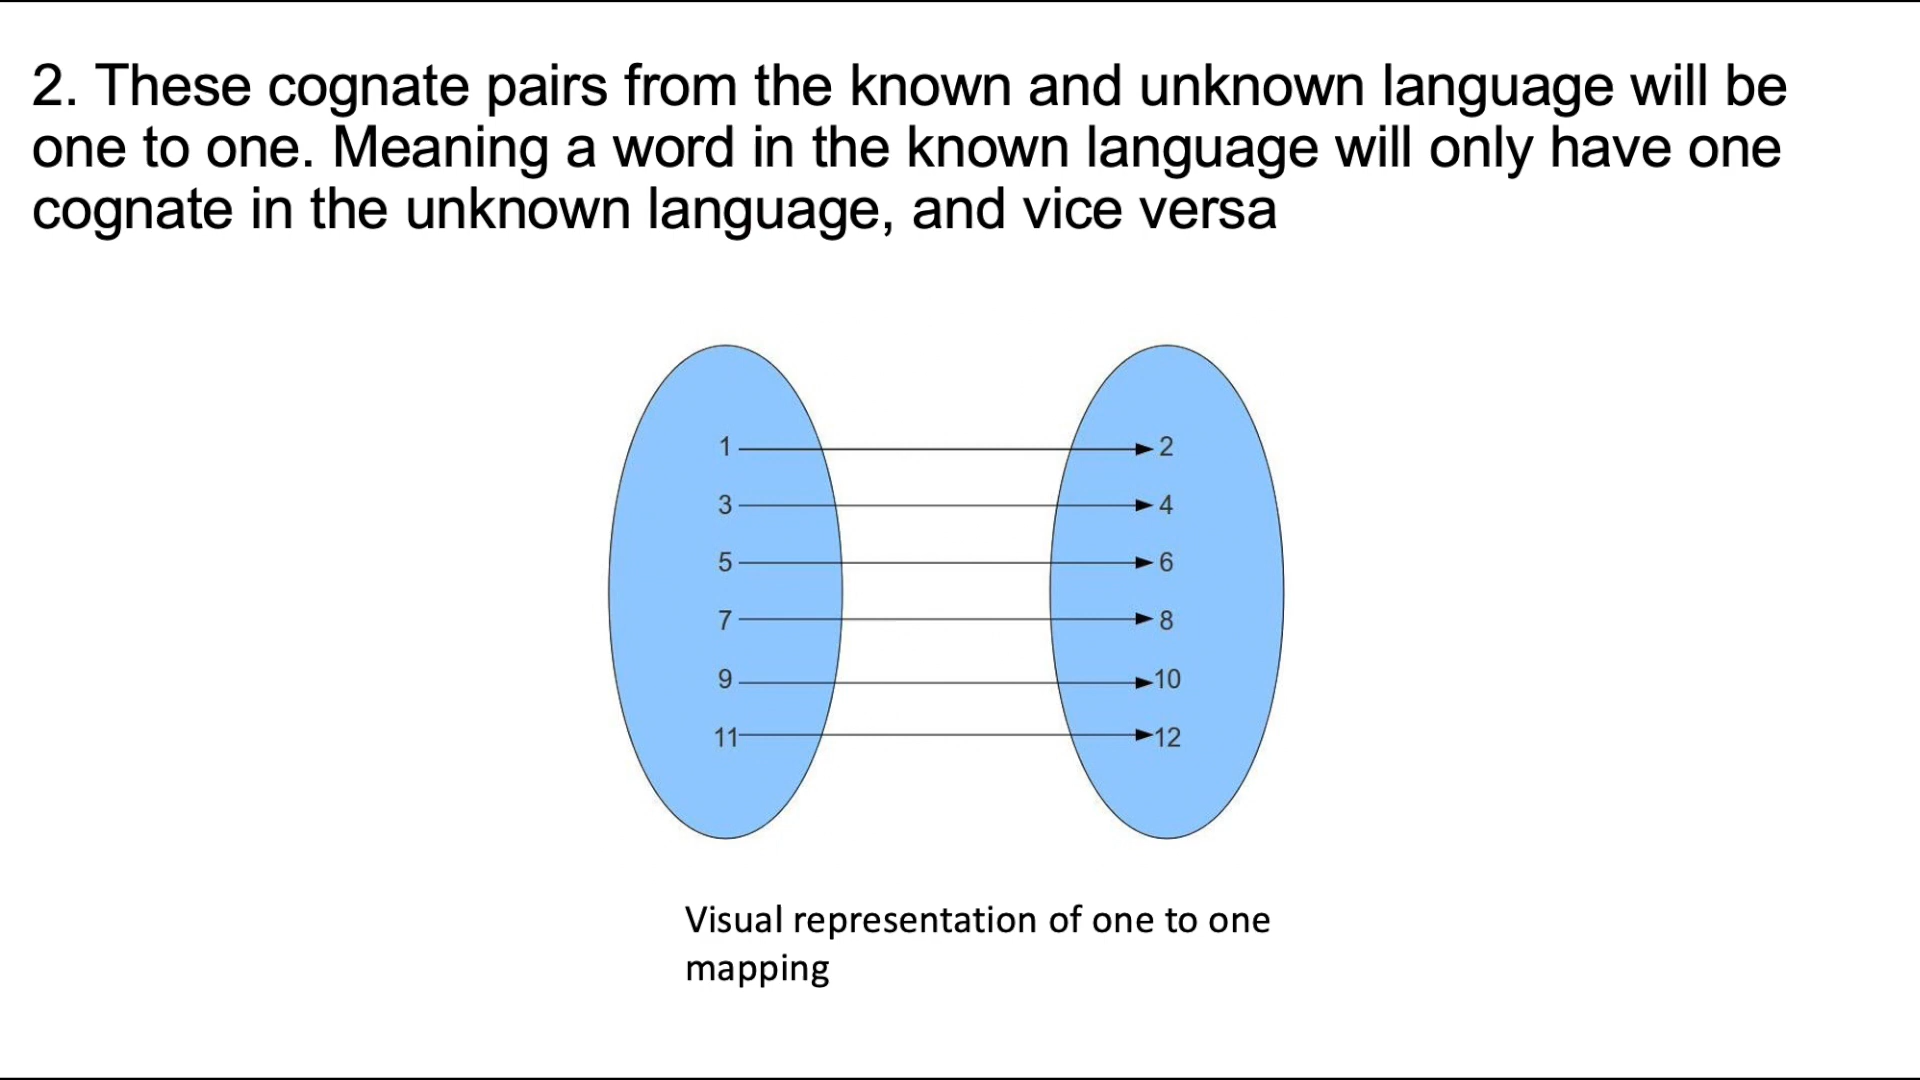 2. These cognate pairs from the known and unknown language will be
one to one. Meaning a word in the known language will only have one
cognate in the unknown language, and vice versa
1 2
3 4
5 6
7 8
9 10
11 12
Visual representation of one to one
mapping